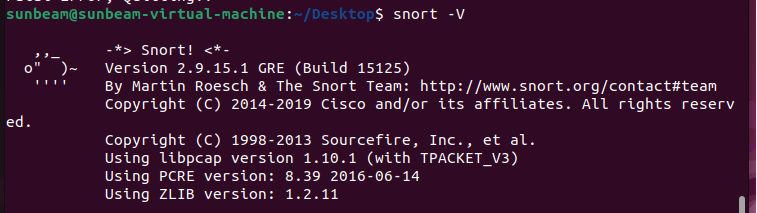 sunbeam@sunbeam-virtual-machine:~/Desktop$ snort -V
,,_ -*> Snort! <*-
o" )~ Version 2.9.15.1 GRE (Build 15125)
'''' By Martin Roesch & The Snort Team: http://www.snort.org/contact#team
Copyright (C) 2014-2019 Cisco and/or its affiliates. All rights reserv
ed.
Copyright (C) 1998-2013 Sourcefire, Inc., et al.
Using libpcap version 1.10.1 (with TPACKET_V3)
Using PCRE version: 8.39 2016-06-14
Using ZLIB version: 1.2.11